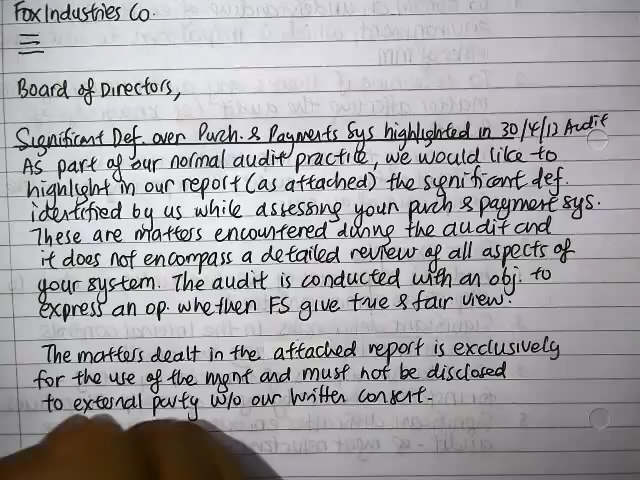 Fox Industries Co.
Board of Directors,
Significant Def. over Purch. & Payments Sys highlighted in 30/4/12 Audit
As part of our normal audit practice, we would like to
highlight in our report (as attached) the significant def.
identified by us while assessing your purch & payment sys.
These are matters encountered during the audit and
it does not encompass a detailed review of all aspects of
your system. The audit is conducted with an obj. to
express an op. whether FS give true & fair view.
The matters dealt in the attached report is exclusively
for the use of the mgnt and must not be disclosed
to external party w/o our written consent.